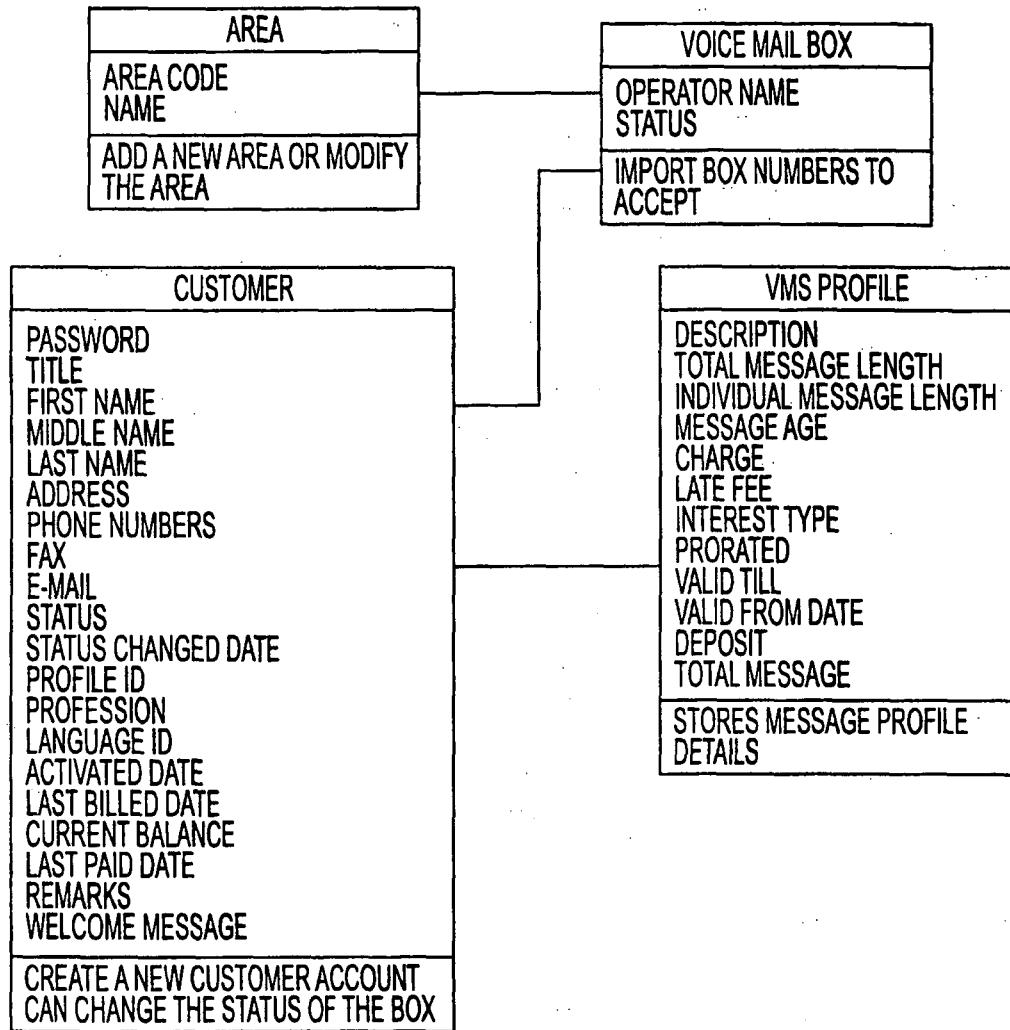 AREA
AREA CODE
NAME
ADD A NEW AREA OR MODIFY
THE AREA
VOICE MAIL BOX
OPERATOR NAME
STATUS
IMPORT BOX NUMBERS TO
ACCEPT
CUSTOMER
PASSWORD
TITLE
FIRST NAME
MIDDLE NAME
LAST NAME
ADDRESS
PHONE NUMBERS
FAX
E-MAIL
STATUS
STATUS CHANGED DATE
PROFILE ID
PROFESSION
LANGUAGE ID
ACTIVATED DATE
LAST BILLED DATE
CURRENT BALANCE
LAST PAID DATE
REMARKS
WELCOME MESSAGE
CREATE A NEW CUSTOMER ACCOUNT
CAN CHANGE THE STATUS OF THE BOX
VMS PROFILE
DESCRIPTION
TOTAL MESSAGE LENGTH
INDIVIDUAL MESSAGE LENGTH
MESSAGE AGE
CHARGE
LATE FEE
INTEREST TYPE
PRORATED
VALID TILL
VALID FROM DATE
DEPOSIT
TOTAL MESSAGE
STORES MESSAGE PROFILE
DETAILS